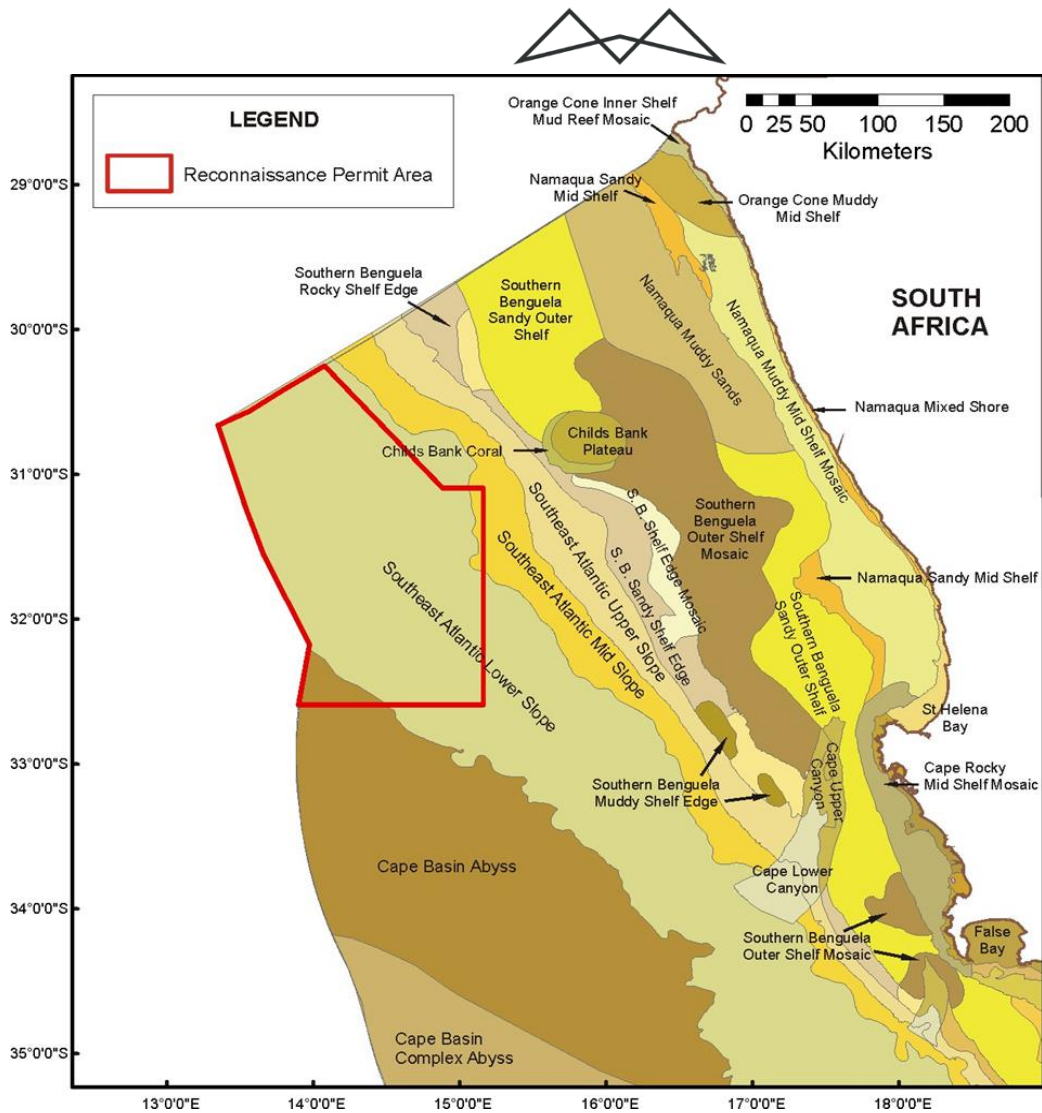 LEGEND
Reconnaissance Permit Area
0 25 50 100 150 200
Kilometers
Orange Cone Inner Shelf
Mud Reef Mosaic
29°0'0"S
Namaqua Sandy
Mid Shelf
Orange Cone Muddy
Mid Shelf
Southern Benguela
Rocky Shelf Edge
Southern
Benguela
Sandy Outer
Shelf
Namaqua Muddy Sands
Namaqua Muddy Mid Shelf Mosaic
SOUTH
AFRICA
30°0'0"S
Namaqua Mixed Shore
Childs Bank Coral
Childs Bank
Plateau
31°0'0"S
Southeast Atlantic Lower Slope
Southeast Atlantic Mid Slope
Southeast Atlantic Upper Slope
S. B. Sandy Shelf Edge
S. B. Shelf Edge Mosaic
Southern
Benguela
Outer Shelf
Mosaic
Namaqua Sandy Mid Shelf
Southern Benguela
Sandy Outer Shelf
32°0'0"S
St Helena
Bay
33°0'0"S
Southern Benguela
Muddy Shelf Edge
Cape Upper
Canyon
Cape Rocky
Mid Shelf Mosaic
Cape Basin Abyss
Cape Lower
Canyon
34°0'0"S
Southern Benguela
Outer Shelf Mosaic
False
Bay
Cape Basin
Complex Abyss
35°0'0"S
13°0'0"E 14°0'0"E 15°0'0"E 16°0'0"E 17°0'0"E 18°0'0"E